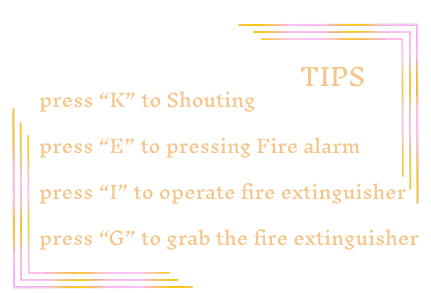 TIPS
press “K” to Shouting
press “E” to pressing Fire alarm
press “I” to operate fire extinguisher
press “G” to grab the fire extinguisher